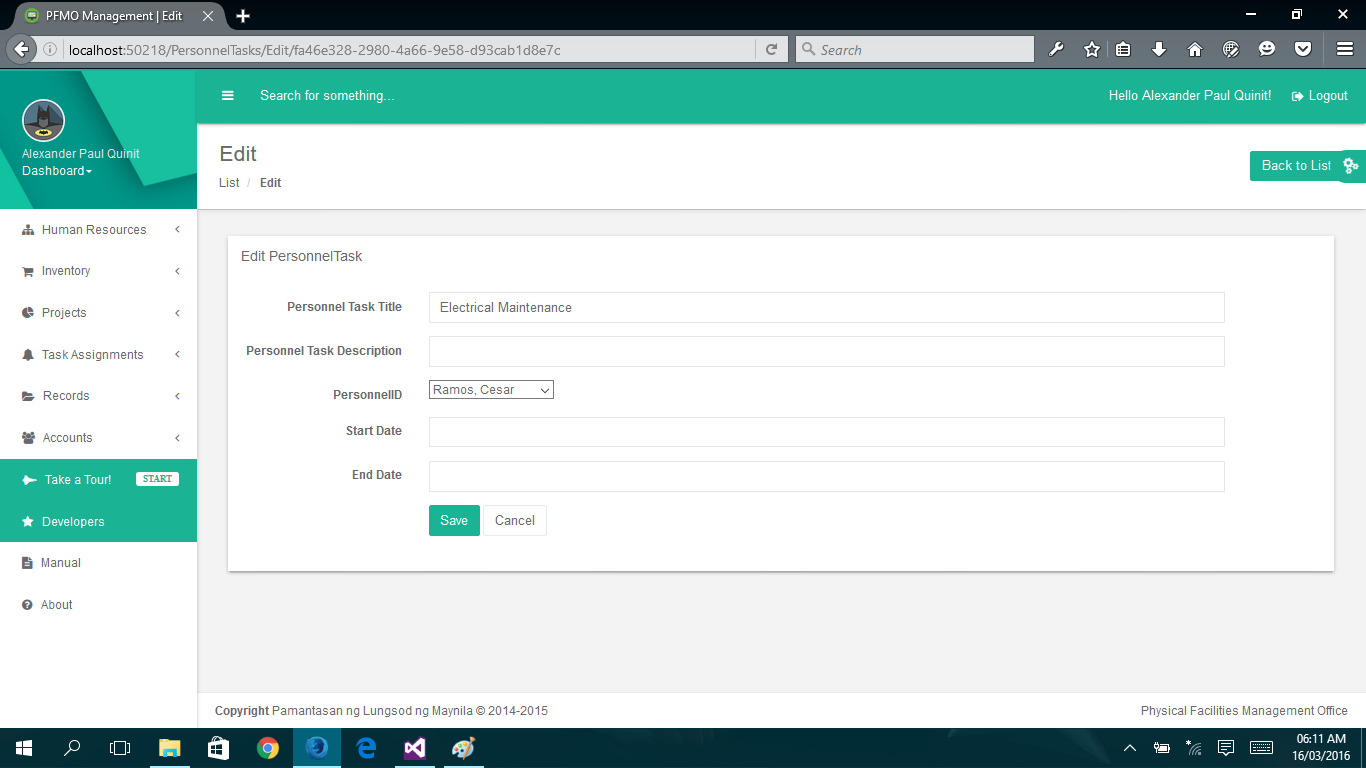 PFMO Management | Edit
localhost:50218/PersonnelTasks/Edit/fa46e328-2980-4a66-9e58-d93cab1d8e7c
Search
Search for something...
Hello Alexander Paul Quinit!
Logout
Alexander Paul Quinit
Dashboard
Edit
List / Edit
Back to List
Human Resources
Inventory
Projects
Task Assignments
Records
Accounts
Take a Tour! START
Developers
Manual
About
Edit PersonnelTask
Personnel Task Title Electrical Maintenance
Personnel Task Description
PersonnelID Ramos, Cesar
Start Date
End Date
Save Cancel
Copyright Pamantasan ng Lungsod ng Maynila © 2014-2015
Physical Facilities Management Office
06:11 AM
16/03/2016